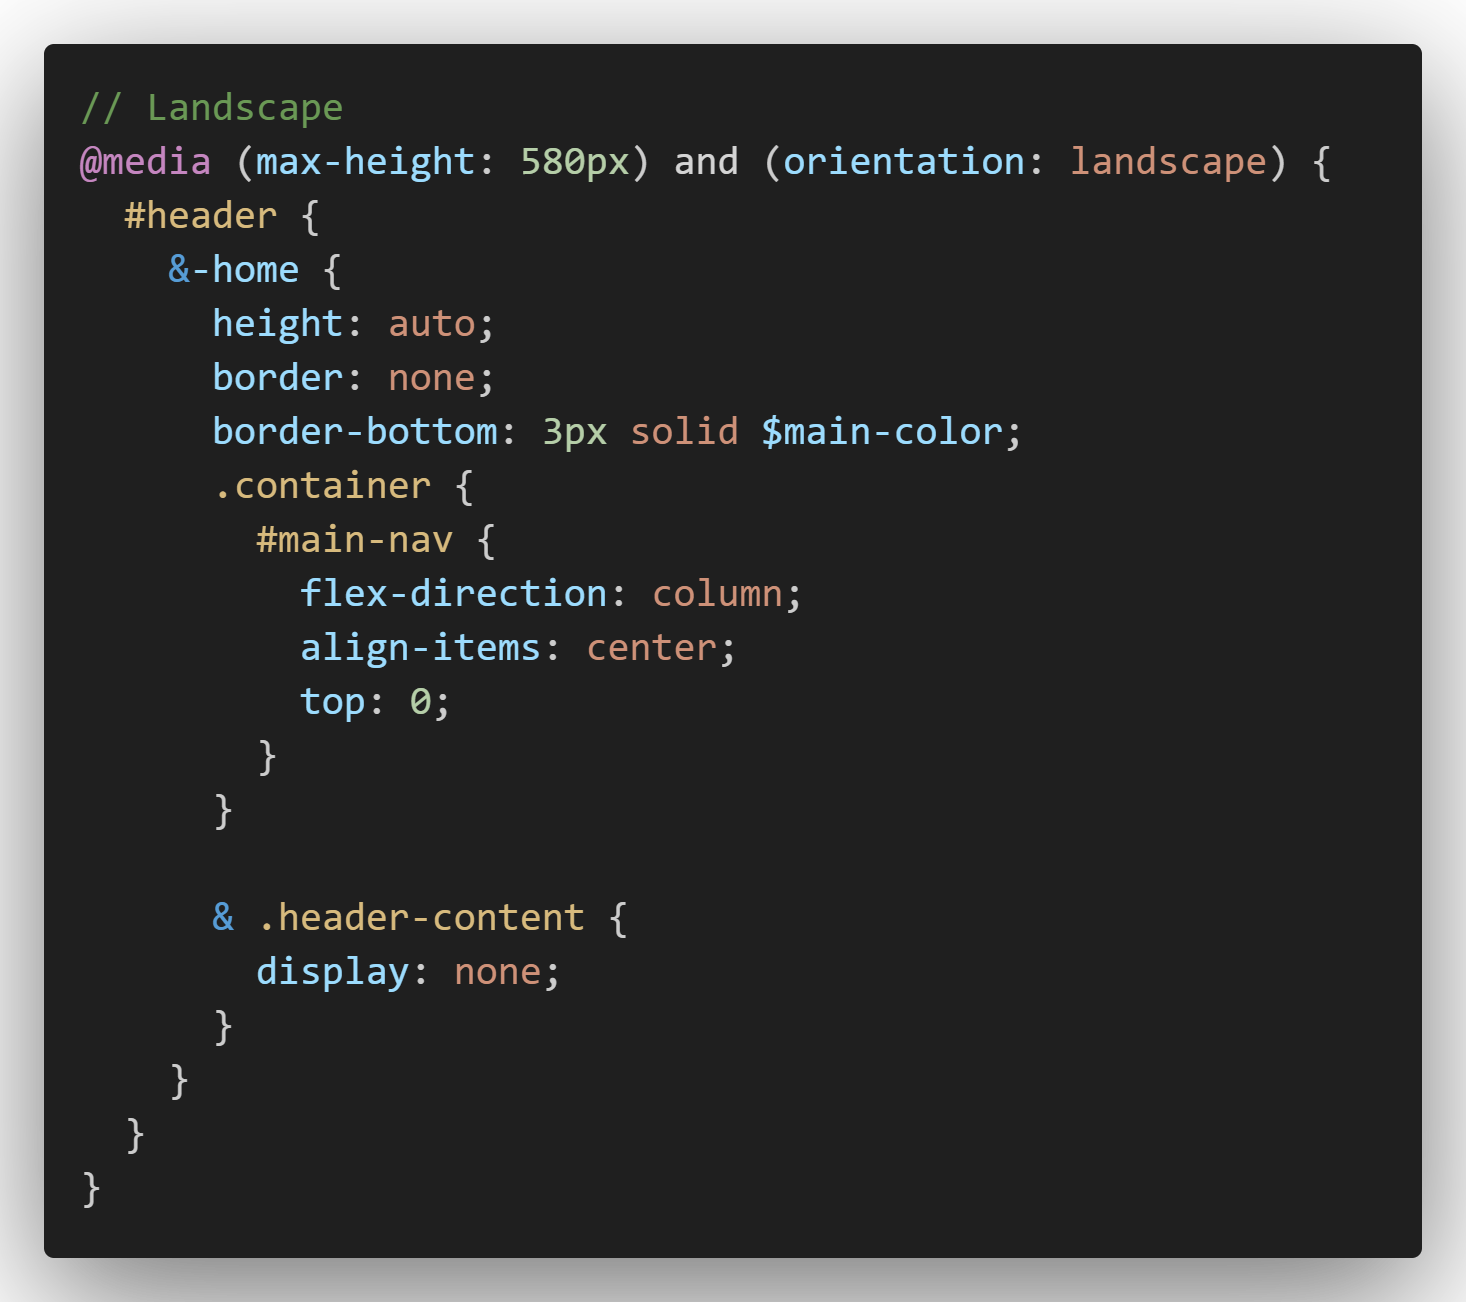 // Landscape
@media (max-height: 580px) and (orientation: landscape) {
  #header {
    &-home {
      height: auto;
      border: none;
      border-bottom: 3px solid $main-color;
      .container {
        #main-nav {
          flex-direction: column;
          align-items: center;
          top: 0;
        }
      }

      & .header-content {
        display: none;
      }
    }
  }
}